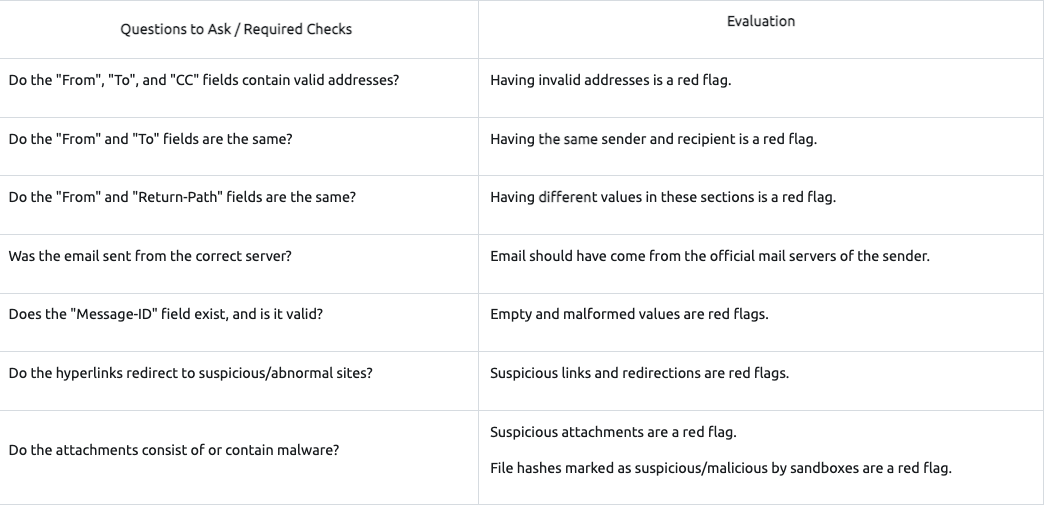 Questions to Ask / Required Checks
Evaluation
Do the "From", "To", and "CC" fields contain valid addresses?
Having invalid addresses is a red flag.
Do the "From" and "To" fields are the same?
Having the same sender and recipient is a red flag.
Do the "From" and "Return-Path" fields are the same?
Having different values in these sections is a red flag.
Was the email sent from the correct server?
Email should have come from the official mail servers of the sender.
Does the "Message-ID" field exist, and is it valid?
Empty and malformed values are red flags.
Do the hyperlinks redirect to suspicious/abnormal sites?
Suspicious links and redirections are red flags.
Do the attachments consist of or contain malware?
Suspicious attachments are a red flag.
File hashes marked as suspicious/malicious by sandboxes are a red flag.